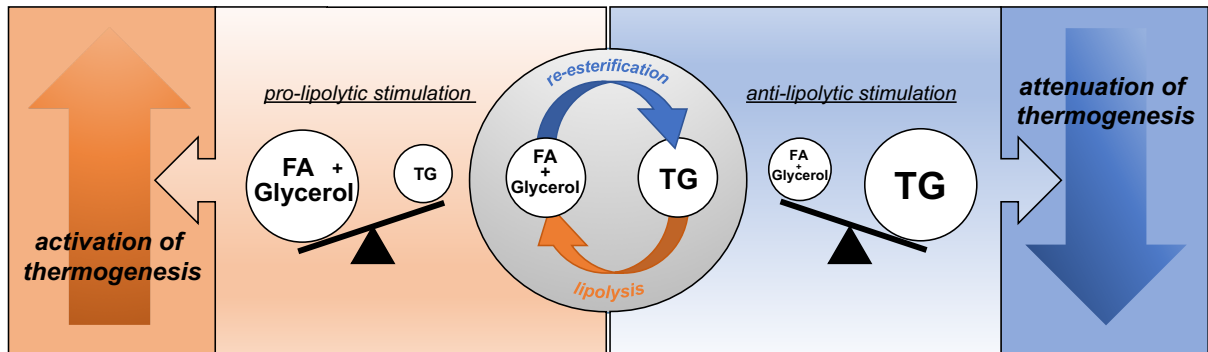 activation of
thermogenesis
pro-lipolytic stimulation
FA +
Glycerol
TG
re-esterification
FA
+
Glycerol
TG
lipolysis
anti-lipolytic stimulation
FA
+
Glycerol
TG
attenuation of
thermogenesis